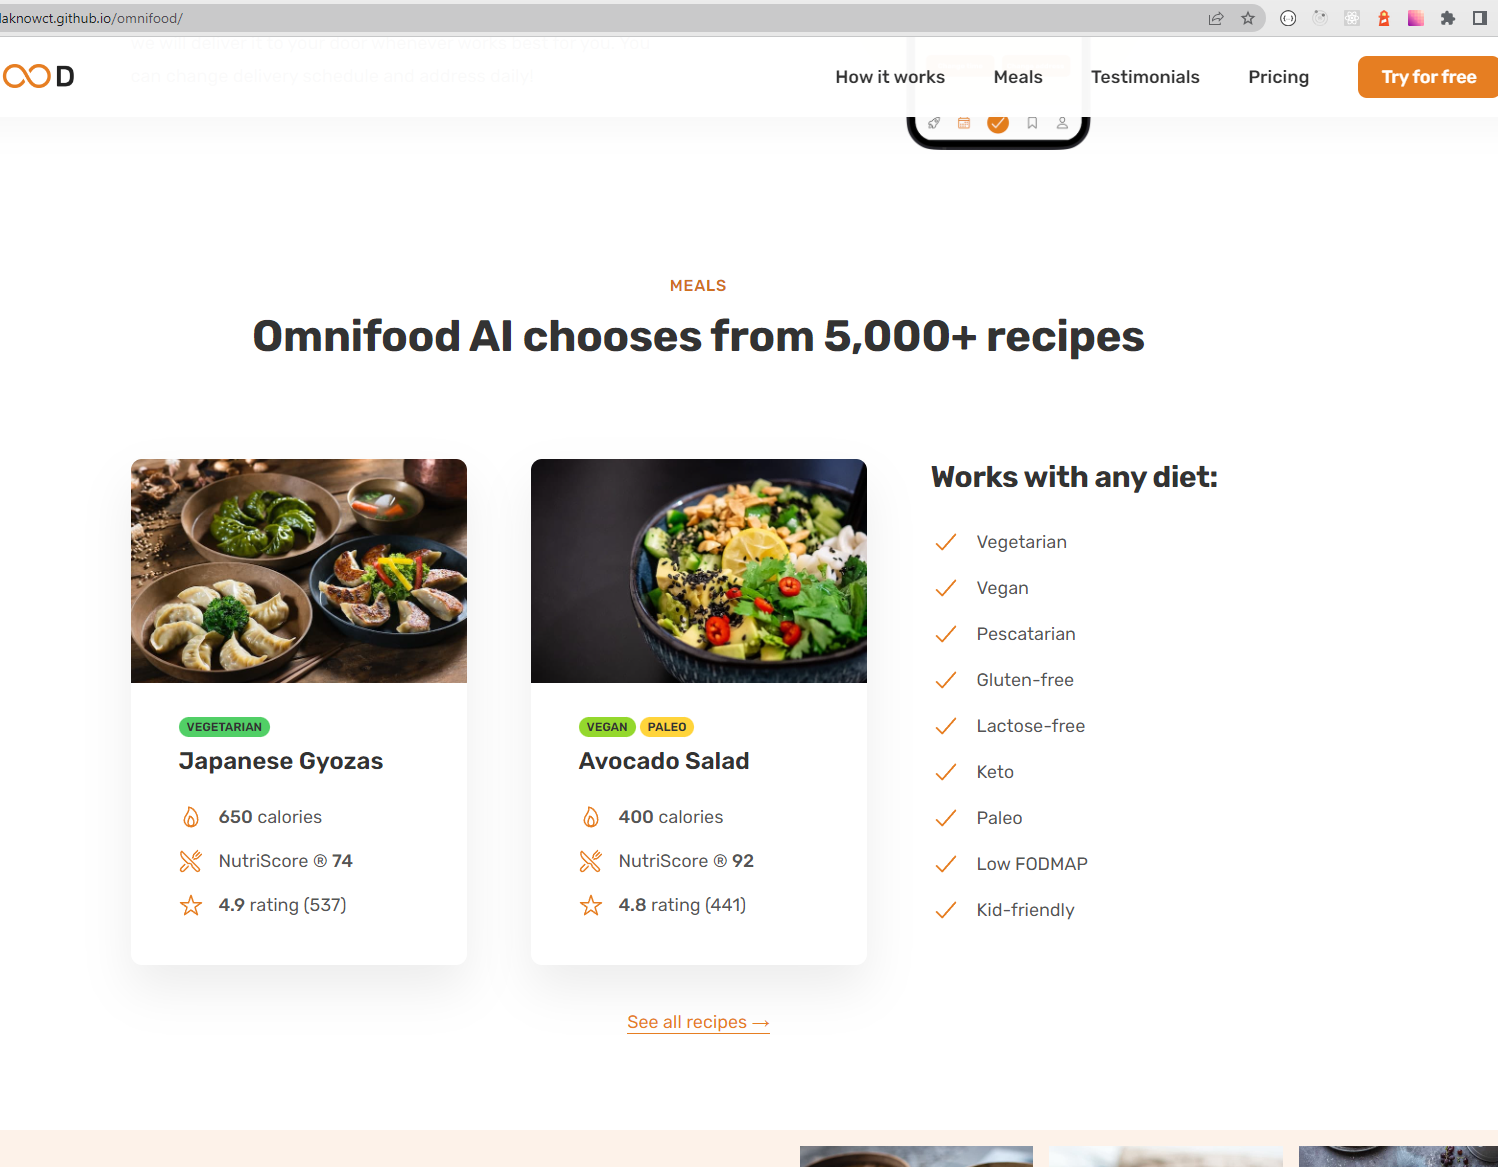 laknowct.github.io/omnifood/
we will deliver it to your door whenever works best for you. You
can change delivery schedule and address daily!
D
How it works
Meals
Testimonials
Pricing
Try for free
MEALS
Omnifood AI chooses from 5,000+ recipes
VEGETARIAN
Japanese Gyozas
650 calories
NutriScore ® 74
4.9 rating (537)
VEGAN PALEO
Avocado Salad
400 calories
NutriScore ® 92
4.8 rating (441)
Works with any diet:
Vegetarian
Vegan
Pescatarian
Gluten-free
Lactose-free
Keto
Paleo
Low FODMAP
Kid-friendly
See all recipes →